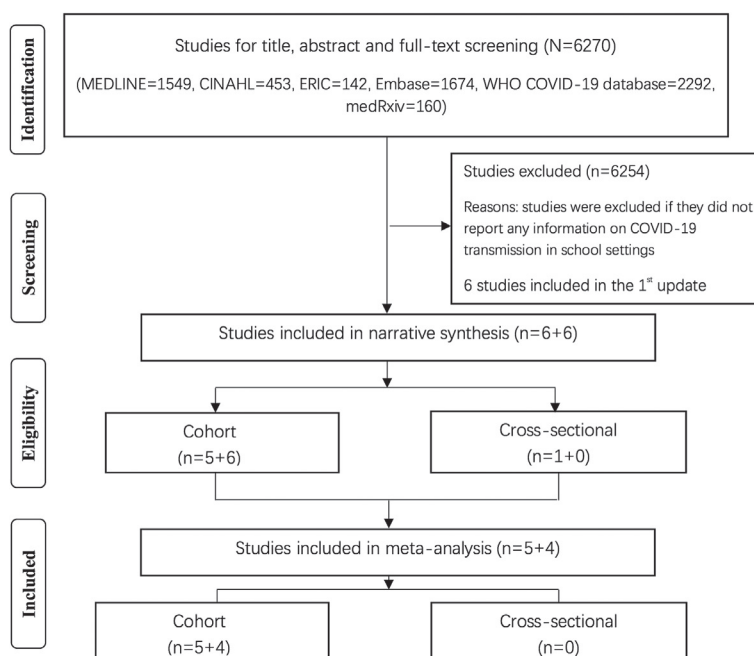 Identification
Studies for title, abstract and full-text screening (N=6270)
(MEDLINE=1549, CINAHL=453, ERIC=142, Embase=1674, WHO COVID-19 database=2292,
medRxiv=160)
Screening
Studies excluded (n=6254)
Reasons: studies were excluded if they did not
report any information on COVID-19
transmission in school settings
6 studies included in the 1st update
Studies included in narrative synthesis (n=6+6)
Eligibility
Cohort
(n=5+6)
Cross-sectional
(n=1+0)
Included
Studies included in meta-analysis (n=5+4)
Cohort
(n=5+4)
Cross-sectional
(n=0)